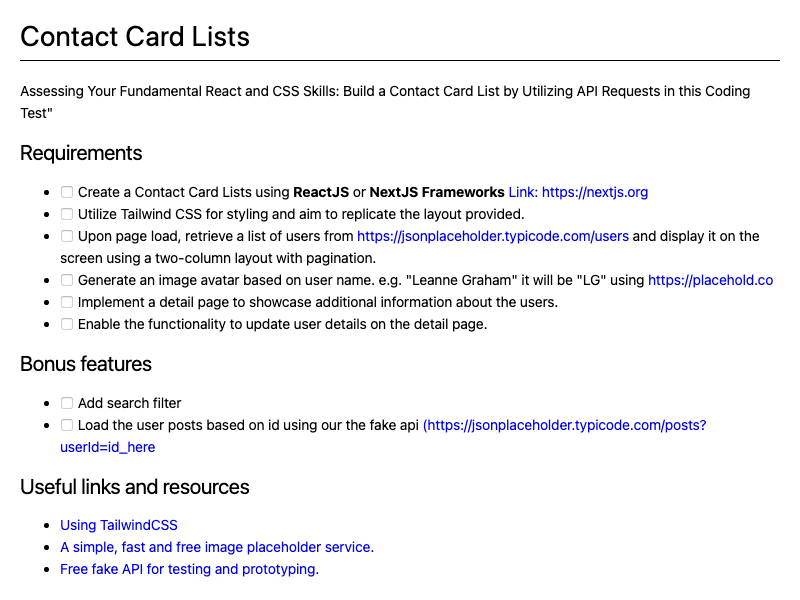 Contact Card Lists
Assessing Your Fundamental React and CSS Skills: Build a Contact Card List by Utilizing API Requests in this Coding
Test"
Requirements
Create a Contact Card Lists using ReactJS or NextJS Frameworks Link: https://nextjs.org
Utilize Tailwind CSS for styling and aim to replicate the layout provided.
Upon page load, retrieve a list of users from https://jsonplaceholder.typicode.com/users and display it on the
screen using a two-column layout with pagination.
Generate an image avatar based on user name. e.g. "Leanne Graham" it will be "LG" using https://placehold.co
Implement a detail page to showcase additional information about the users.
Enable the functionality to update user details on the detail page.
Bonus features
Add search filter
Load the user posts based on id using our the fake api (https://jsonplaceholder.typicode.com/posts?
userId=id_here
Useful links and resources
Using TailwindCSS
A simple, fast and free image placeholder service.
Free fake API for testing and prototyping.